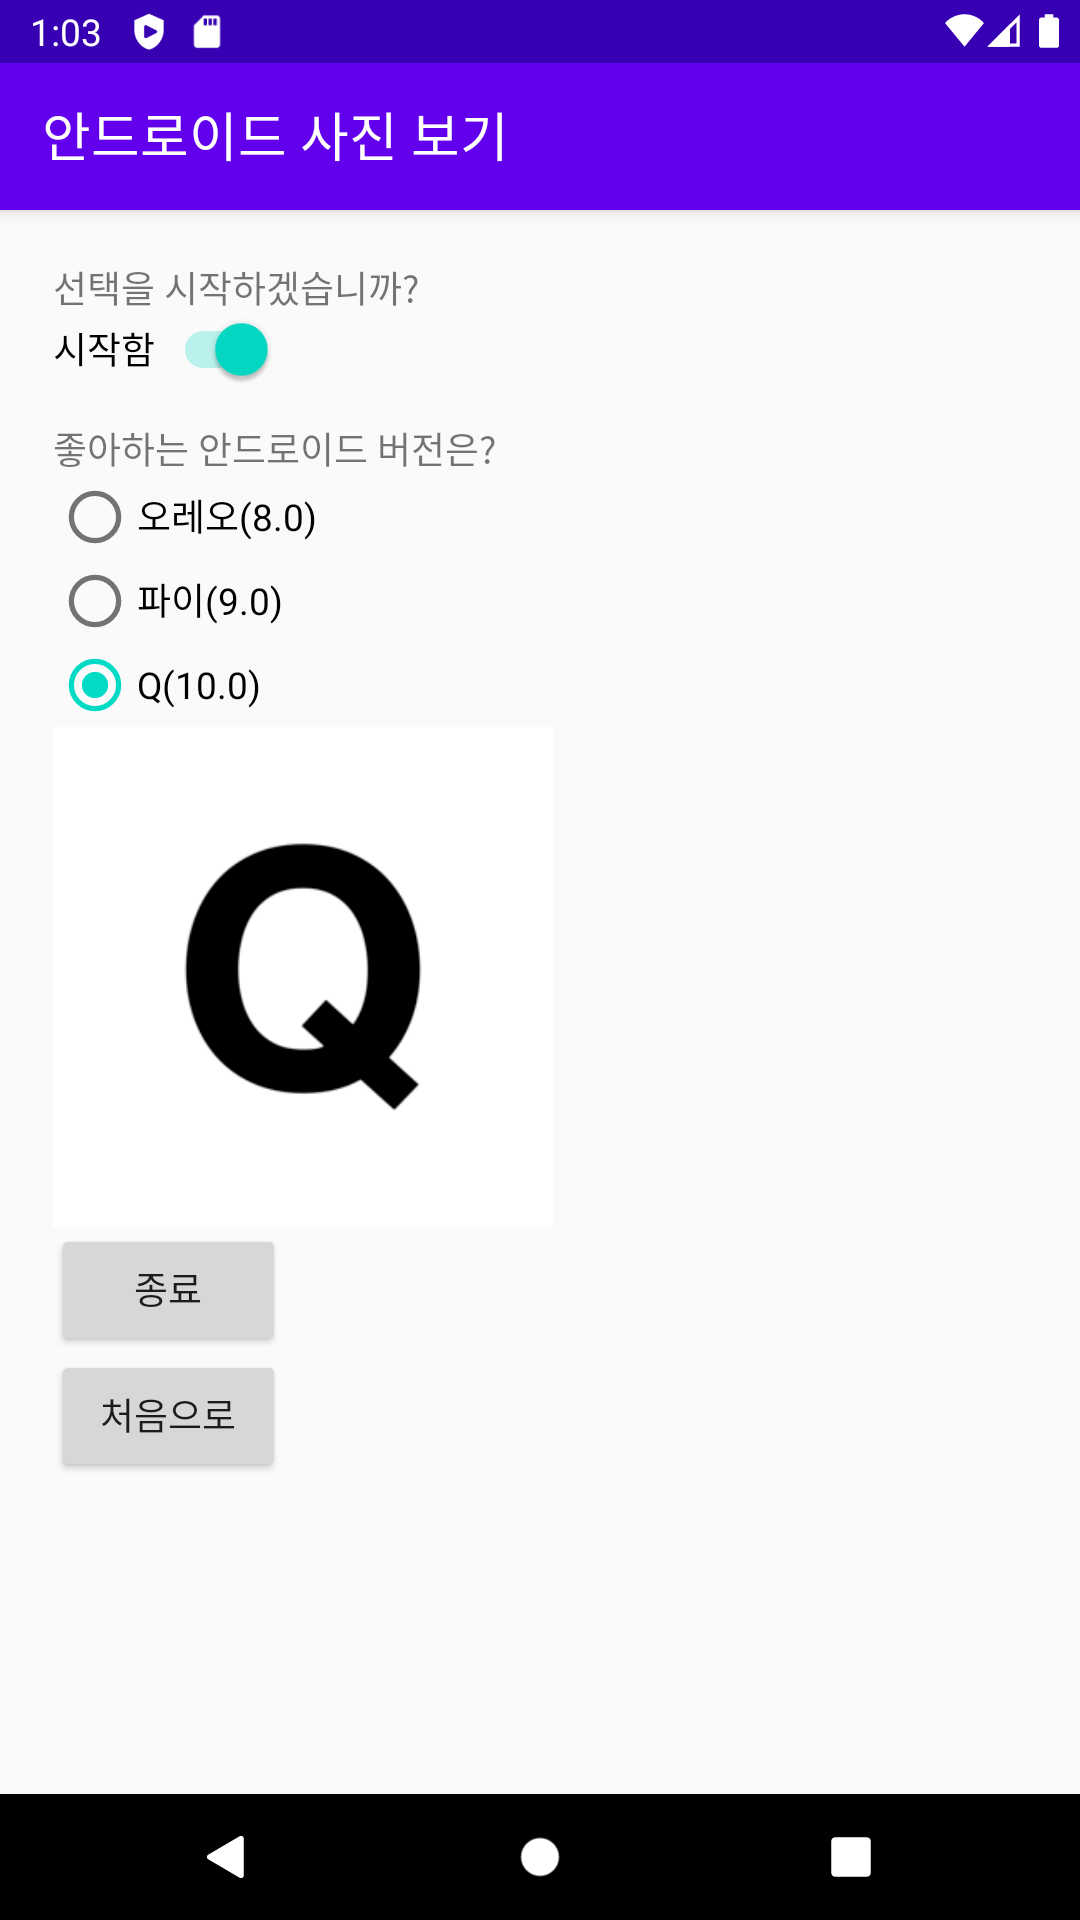 1:03
안드로이드 사진 보기
선택을 시작하겠습니까?
시작함
좋아하는 안드로이드 버전은?
오레오(8.0)
파이(9.0)
Q(10.0)
Q
종료
처음으로